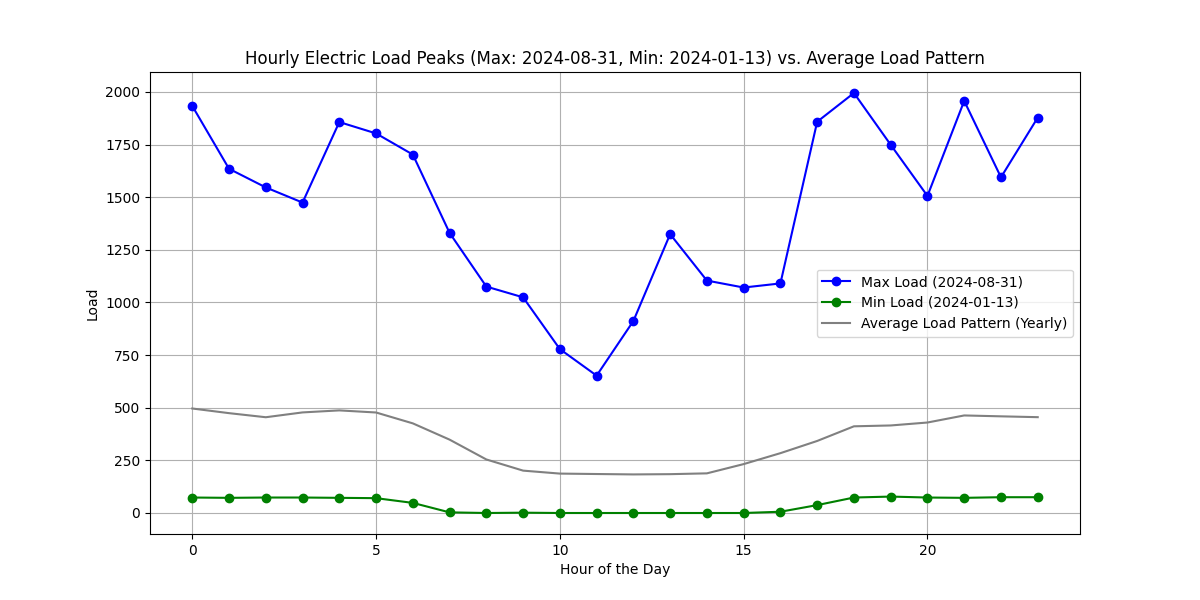 Hourly Electric Load Peaks (Max: 2024-08-31, Min: 2024-01-13) vs. Average Load Pattern
2000
1750
1500
1250
1000
750
500
250
0
Load
Max Load (2024-08-31)
Min Load (2024-01-13)
Average Load Pattern (Yearly)
0 5 10 15 20
Hour of the Day